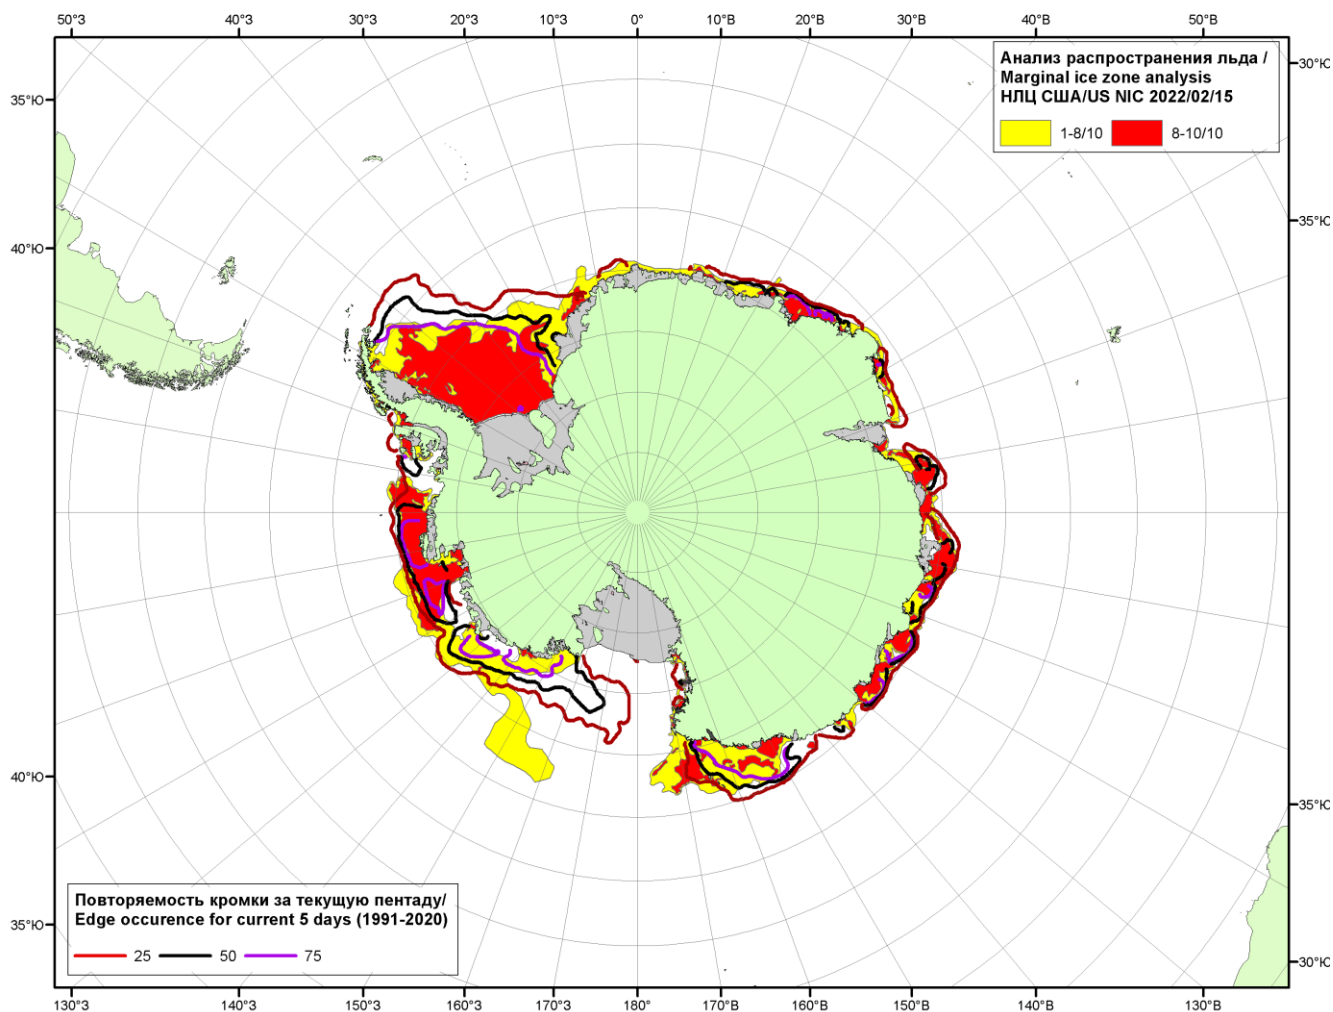 50°З 40°З 30°З 20°З 10°З 0° 10°В 20°В 30°В 40°В 50°В
Анализ распространения льда /
Marginal ice zone analysis
НЛЦ США/US NIC 2022/02/15
1-8/10 8-10/10
30°Ю
35°Ю
35°Ю
40°Ю
40°Ю
35°Ю
Повторяемость кромки за текущую пентаду/
Edge occurence for current 5 days (1991-2020)
25 50 75
35°Ю
30°Ю
130°З 140°З 150°З 160°З 170°З 180° 170°В 160°В 150°В 140°В 130°В